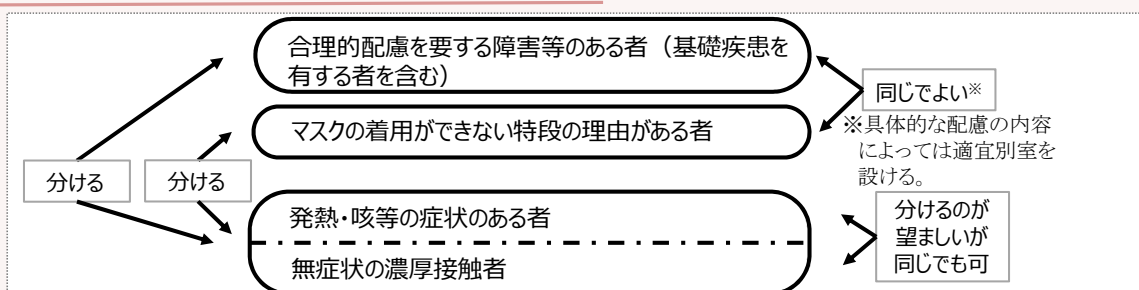 合理的配慮を要する障害等のある者（基礎疾患を
有する者を含む）
同じでよい※
マスクの着用ができない特段の理由がある者
※具体的な配慮の内容
によっては適宜別室を
設ける。
分ける
分ける
発熱・咳等の症状のある者
無症状の濃厚接触者
分けるのが
望ましいが
同じでも可